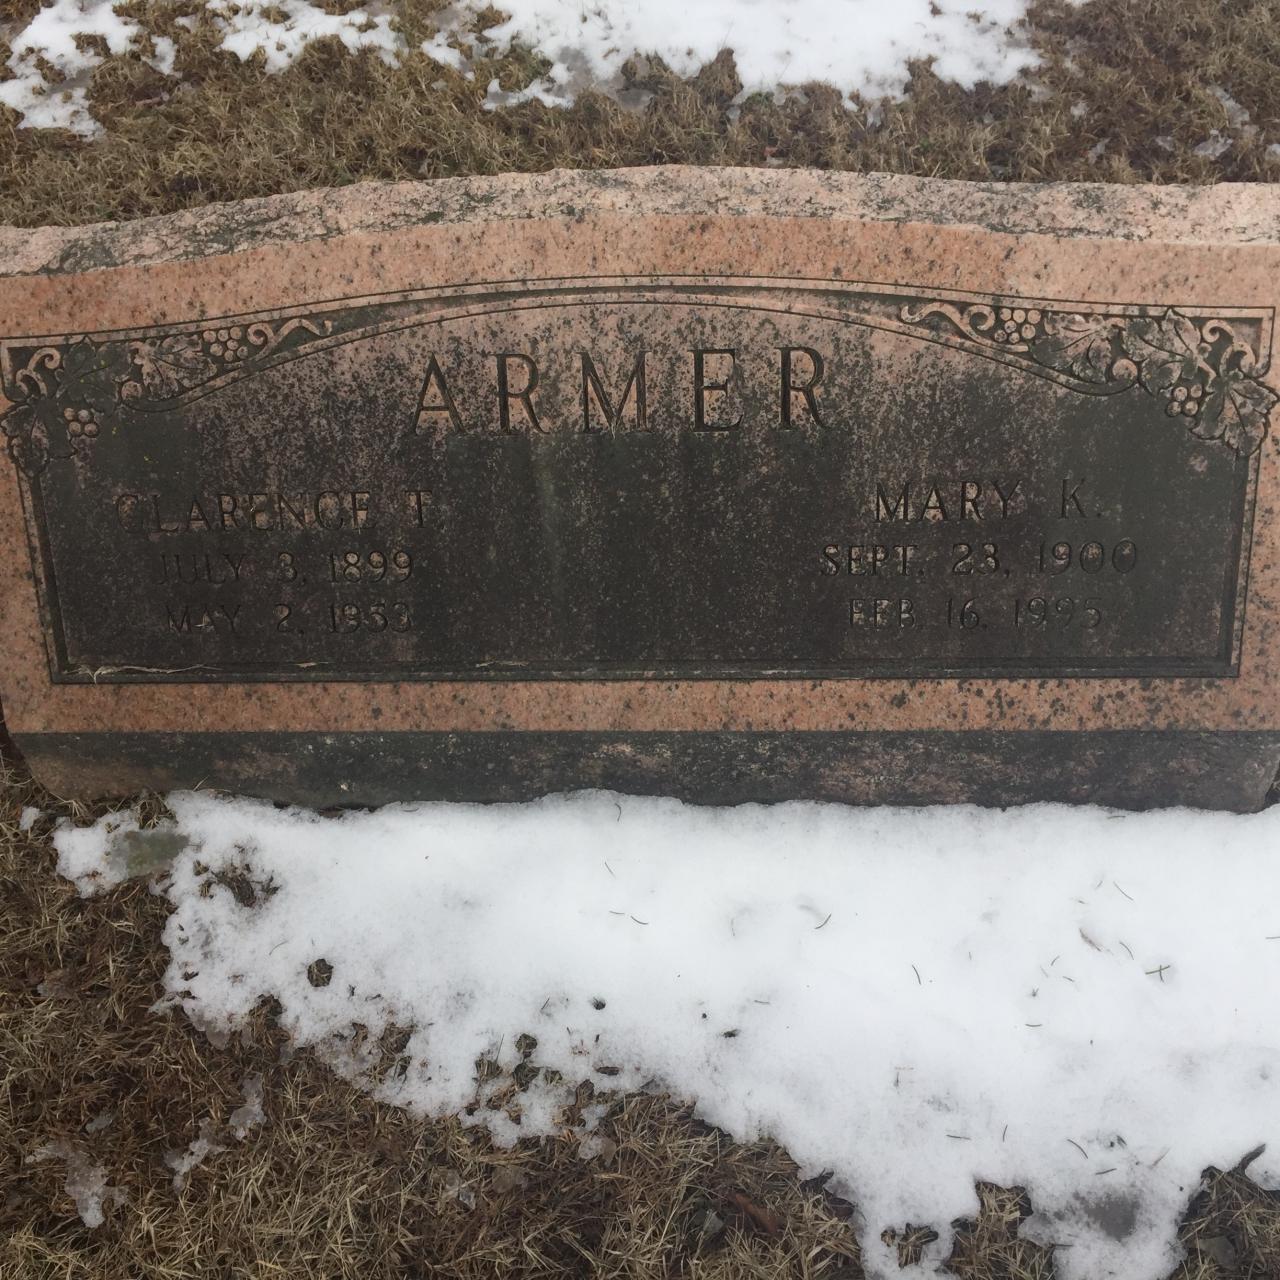 ARMER
CLARENCE T.
JULY 3, 1899
MAY 2, 1953
MARY K.
SEPT. 23, 1900
FEB. 16, 1995